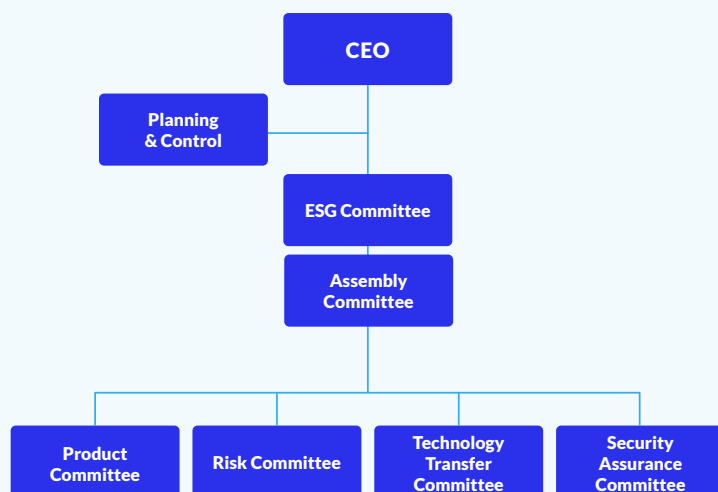 CEO
Planning
& Control
ESG Committee
Assembly
Committee
Product
Committee
Risk Committee
Technology
Transfer
Committee
Security
Assurance
Committee